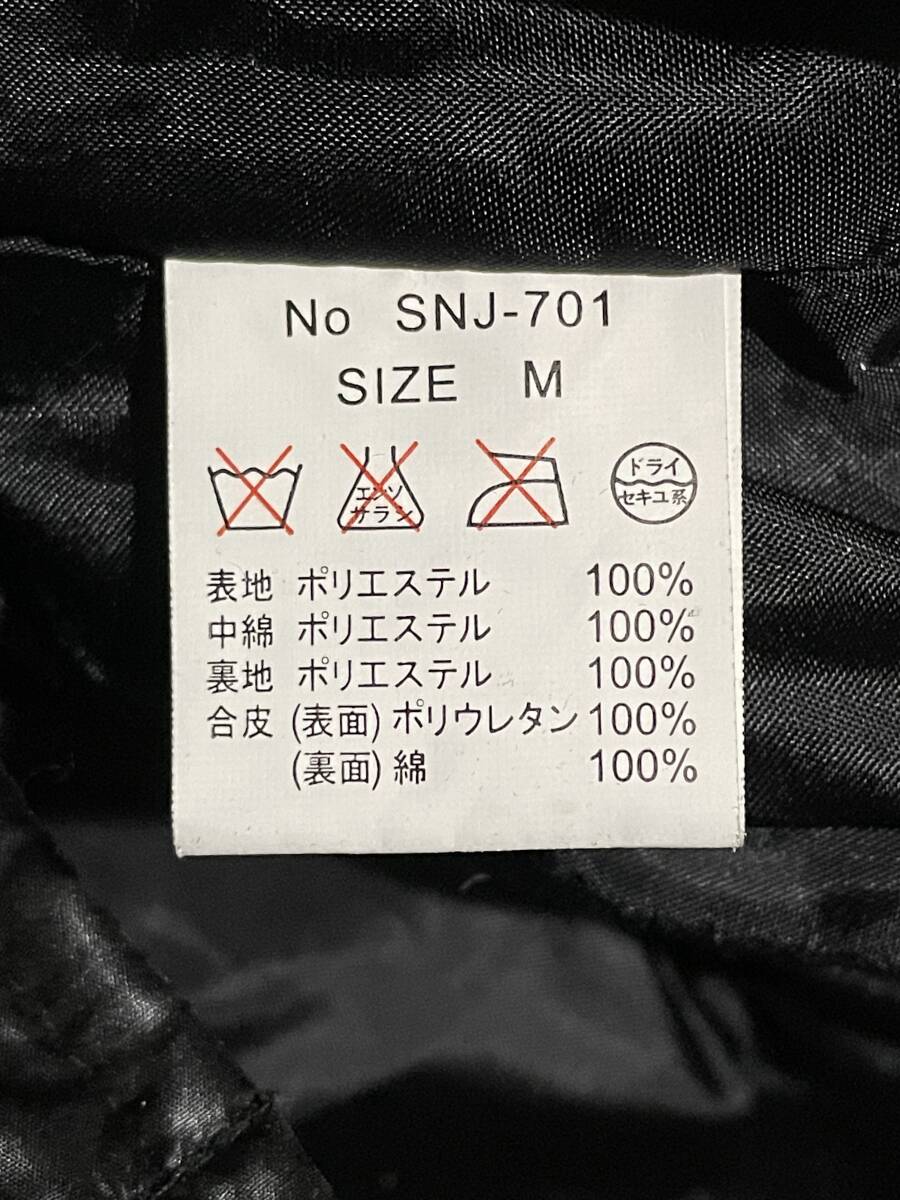 No SNJ-701
SIZE M
エンソ
サラシ
ドライ
セキユ系
表地 ポリエステル 100%
中綿 ポリエステル 100%
裏地 ポリエステル 100%
合皮 (表面) ポリウレタン 100%
(裏面) 綿 100%